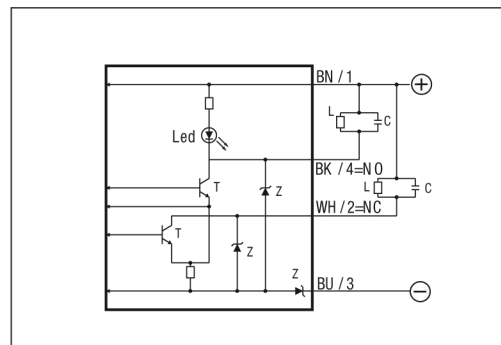 BN / 1
+
L
C
Led
BK / 4=NO
T
Z
L
C
WH / 2=NC
T
Z
Z
BU / 3
−